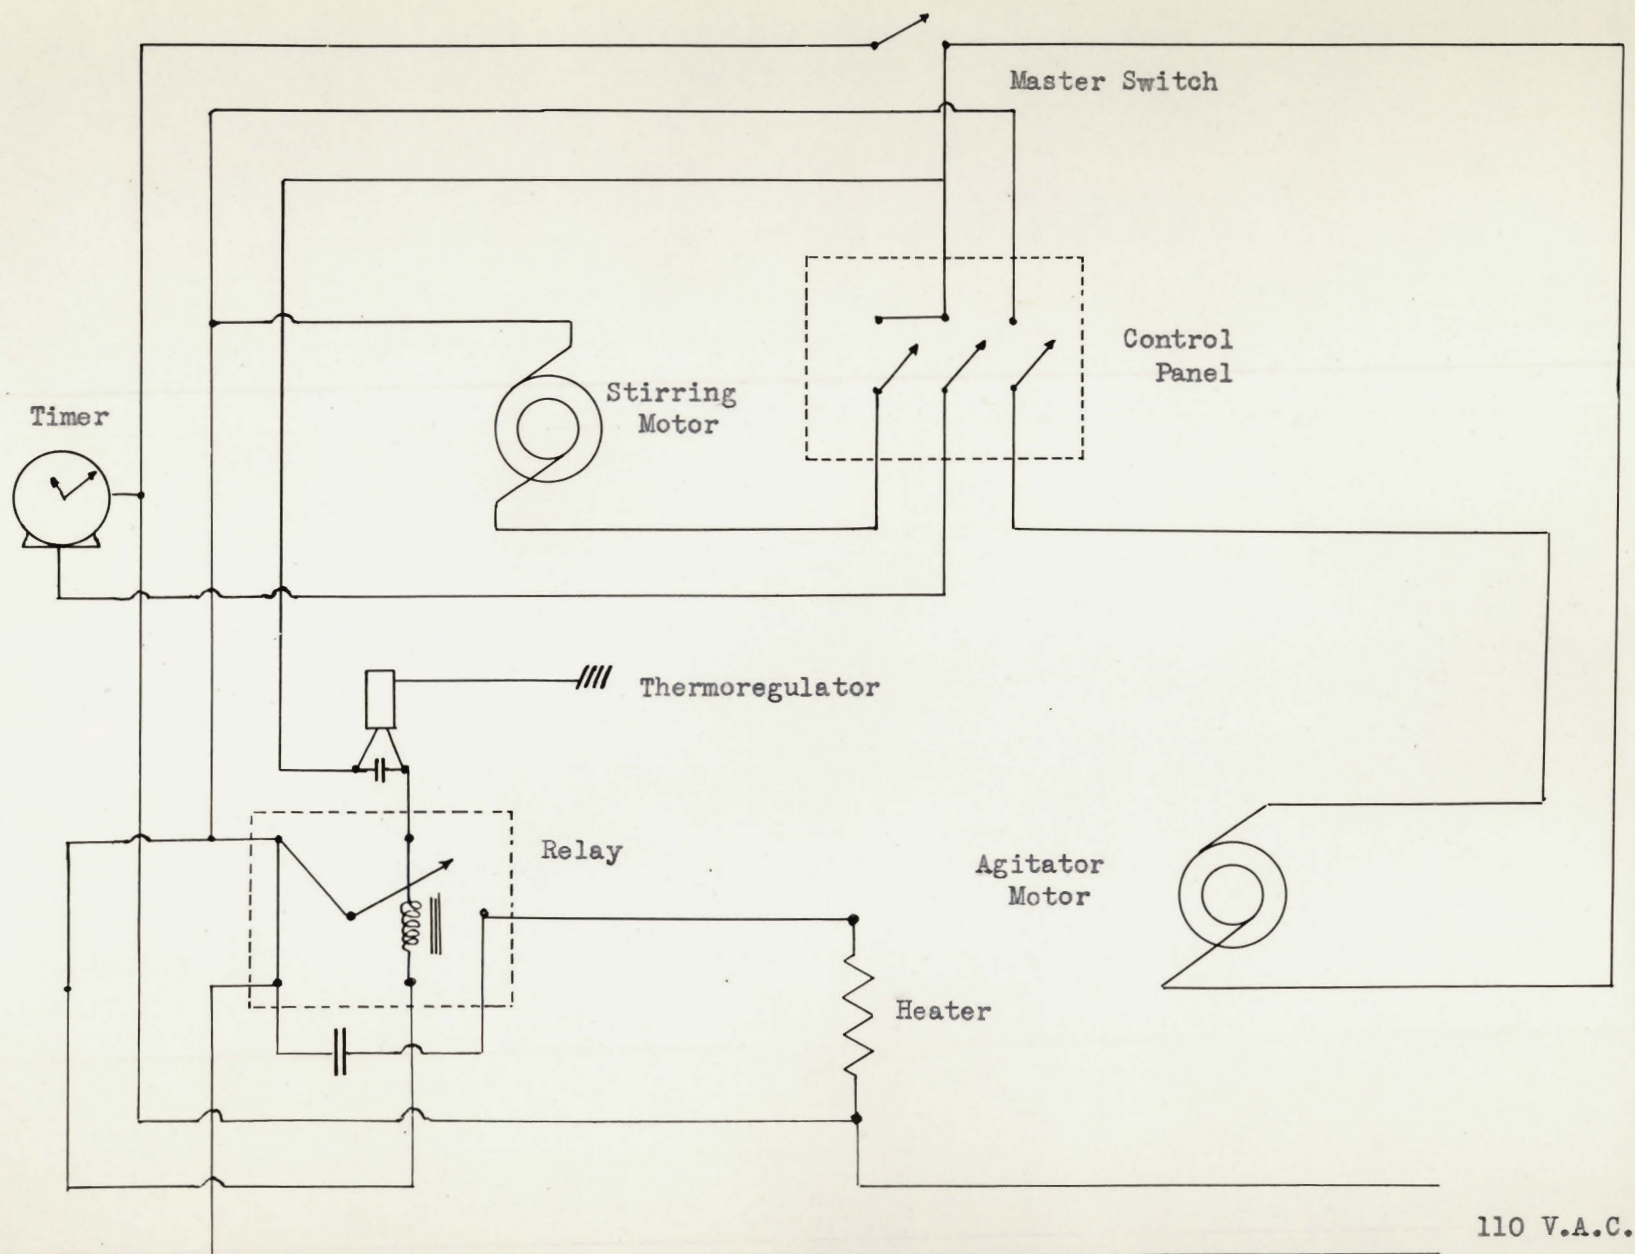 Master Switch
Control
Panel
Stirring
Motor
Timer
Thermoregulator
Relay
Agitator
Motor
Heater
110 V.A.C.